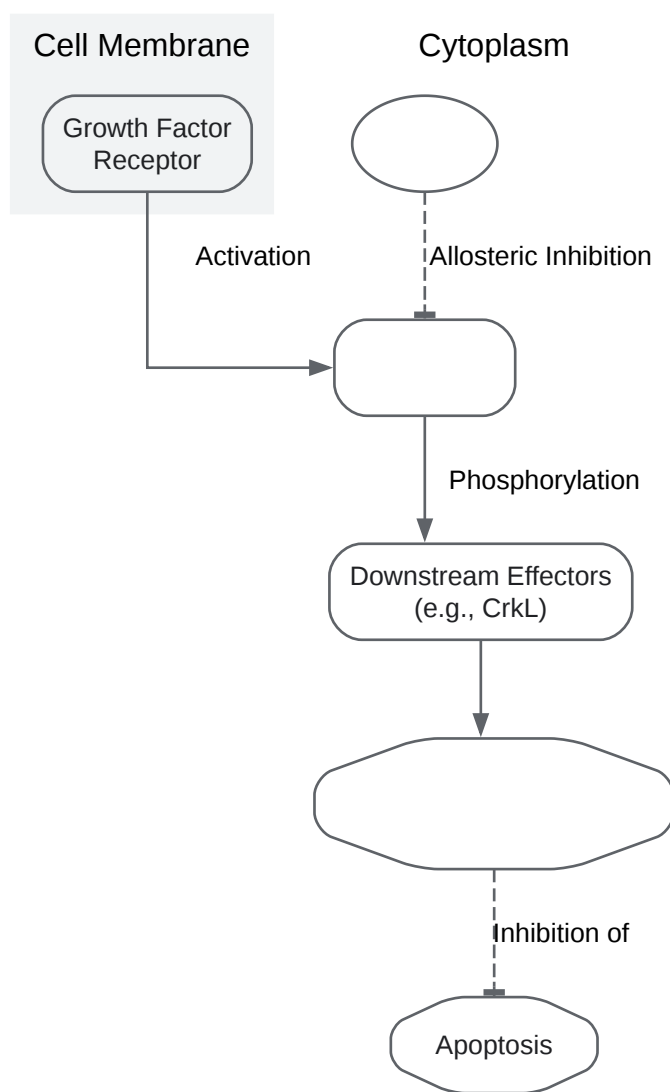 Cell Membrane
Cytoplasm
Growth Factor
Receptor
Activation
Allosteric Inhibition
Phosphorylation
Downstream Effectors
(e.g., CrkL)
Inhibition of
Apoptosis